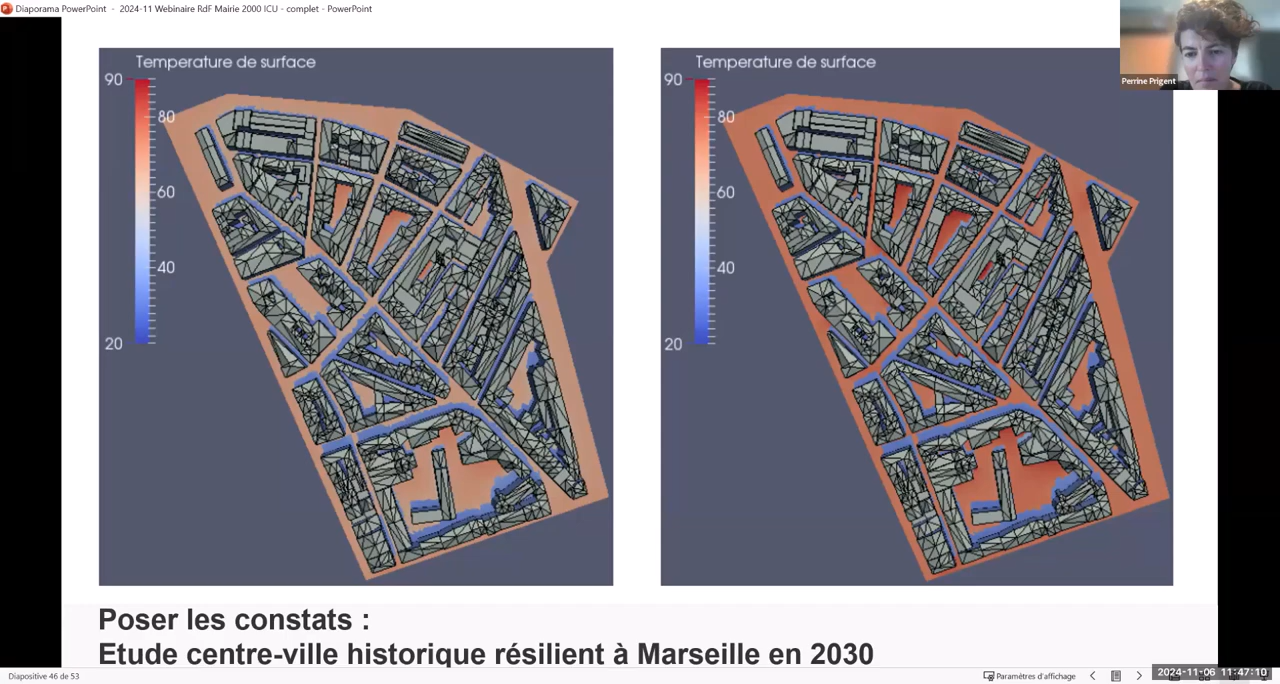 Diaporama PowerPoint - 2024-11 Webinaire RdF Mairie 2000 ICU - complet - PowerPoint
Perrine Prigent
Temperature de surface
90
80
60
40
20
Temperature de surface
90
80
60
40
20
Poser les constats :
Etude centre-ville historique résilient à Marseille en 2030
Diapositive 46 de 53
Paramètres d'affichage
2024-11-06 11:47:10